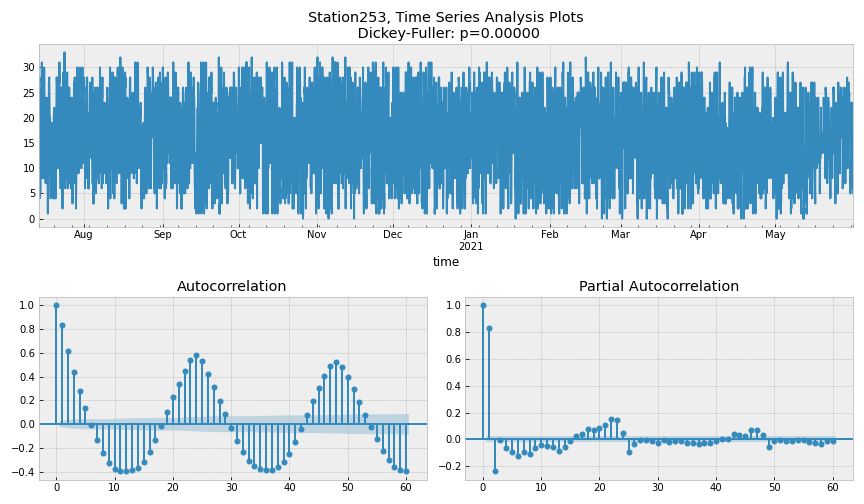 Station253, Time Series Analysis Plots
Dickey-Fuller: p=0.00000
30
25
20
15
10
5
0
Aug Sep Oct Nov Dec Jan Feb Mar Apr May
2021
time
Autocorrelation
1.0
0.8
0.6
0.4
0.2
0.0
−0.2
−0.4
0 10 20 30 40 50 60
Partial Autocorrelation
1.0
0.8
0.6
0.4
0.2
0.0
−0.2
0 10 20 30 40 50 60